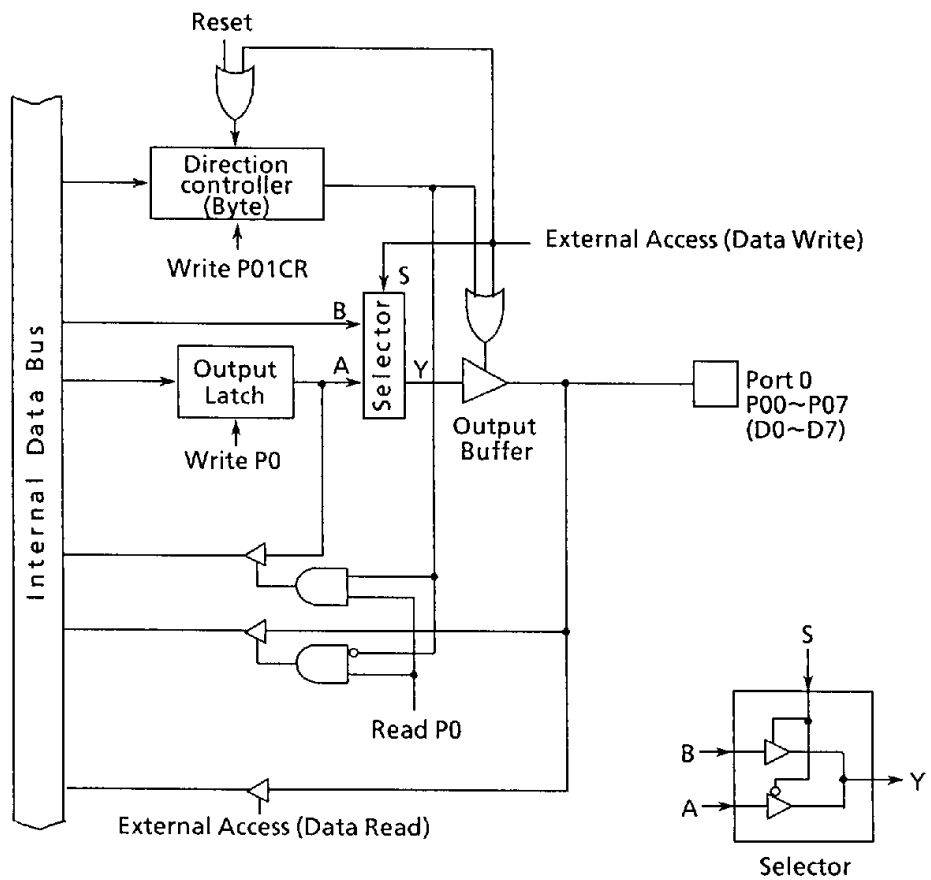 Reset
Direction
controller
(Byte)
Write P01CR
External Access (Data Write)
S
B
A
Selector
Y
Output
Latch
Write P0
Output
Buffer
Port 0
P00~P07
(D0~D7)
Internal Data Bus
Read P0
External Access (Data Read)
S
B
A
Y
Selector